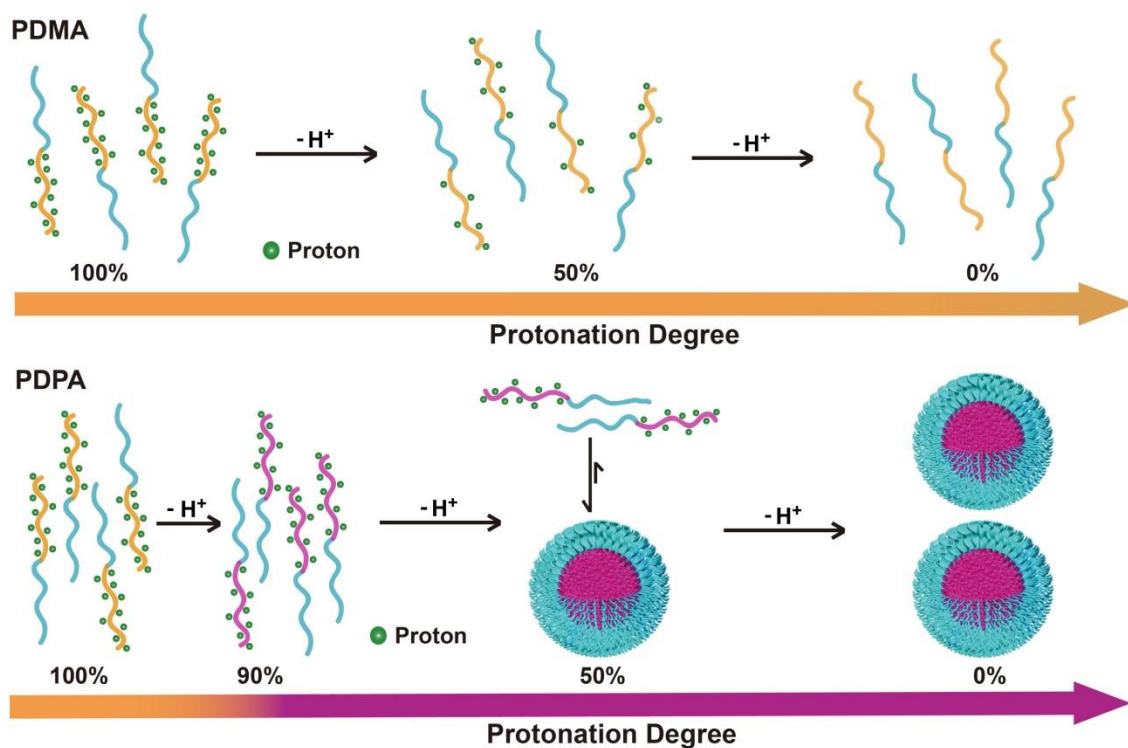 PDMA
- H⁺
- H⁺
Proton
100%
50%
0%
Protonation Degree
PDPA
- H⁺
- H⁺
- H⁺
Proton
100%
90%
50%
0%
Protonation Degree